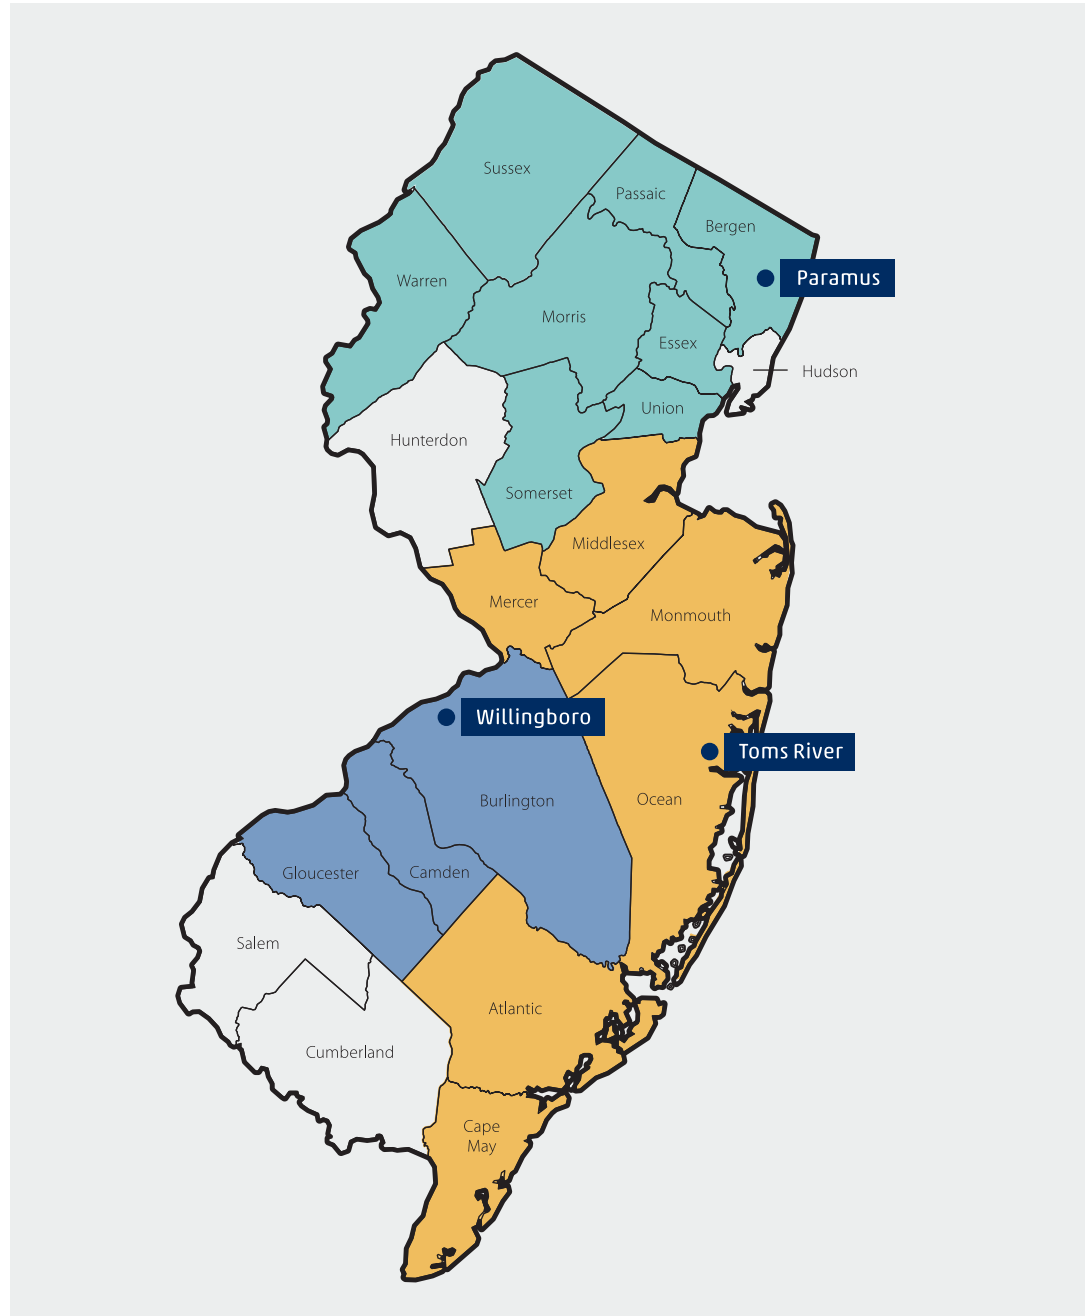 Sussex
Passaic
Bergen
Paramus
Warren
Morris
Essex
Hudson
Union
Hunterdon
Somerset
Middlesex
Mercer
Monmouth
Willingboro
Toms River
Burlington
Ocean
Gloucester
Camden
Salem
Atlantic
Cumberland
Cape
May